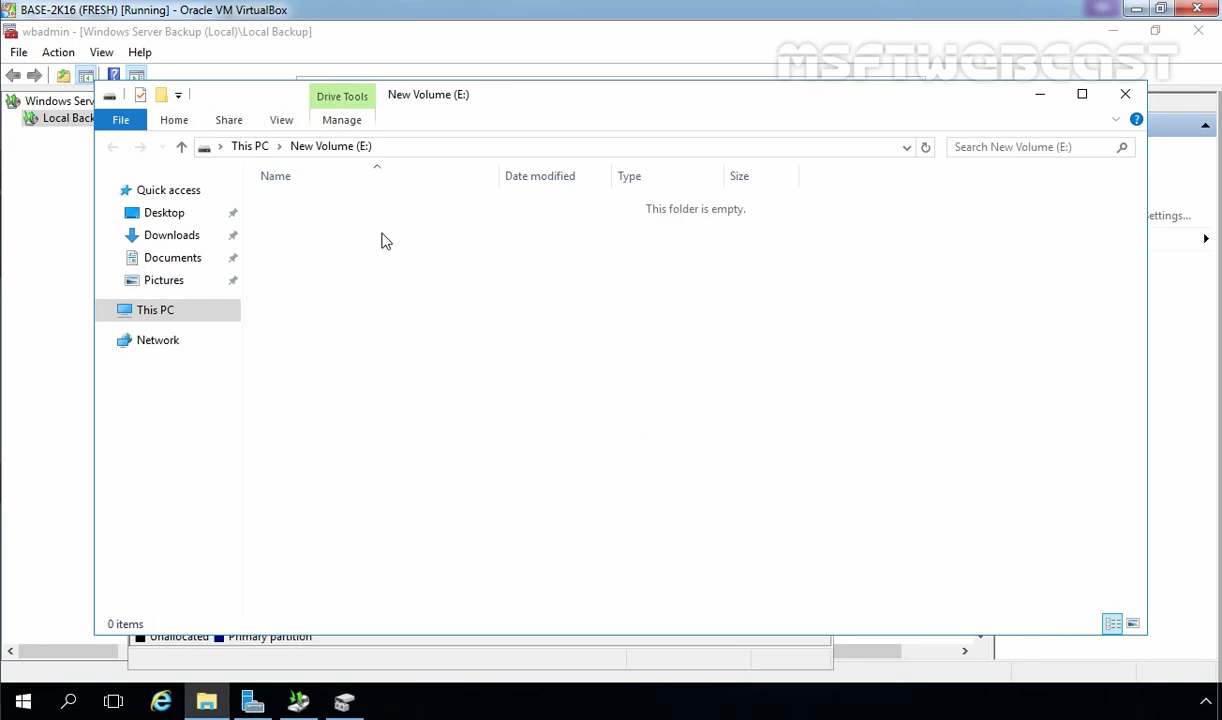 BASE-2K16 (FRESH) [Running] - Oracle VM VirtualBox
wbadmin - [Windows Server Backup (Local)\Local Backup]
File Action View Help
MSFTWEBCAST
Windows Serv
Local Back
Drive Tools New Volume (E:)
File Home Share View Manage
This PC > New Volume (E:) Search New Volume (E:)
Name Date modified Type Size
This folder is empty.
Quick access
Desktop
Downloads
Documents
Pictures
This PC
Network
ettings...
0 items
Unallocated Primary partition